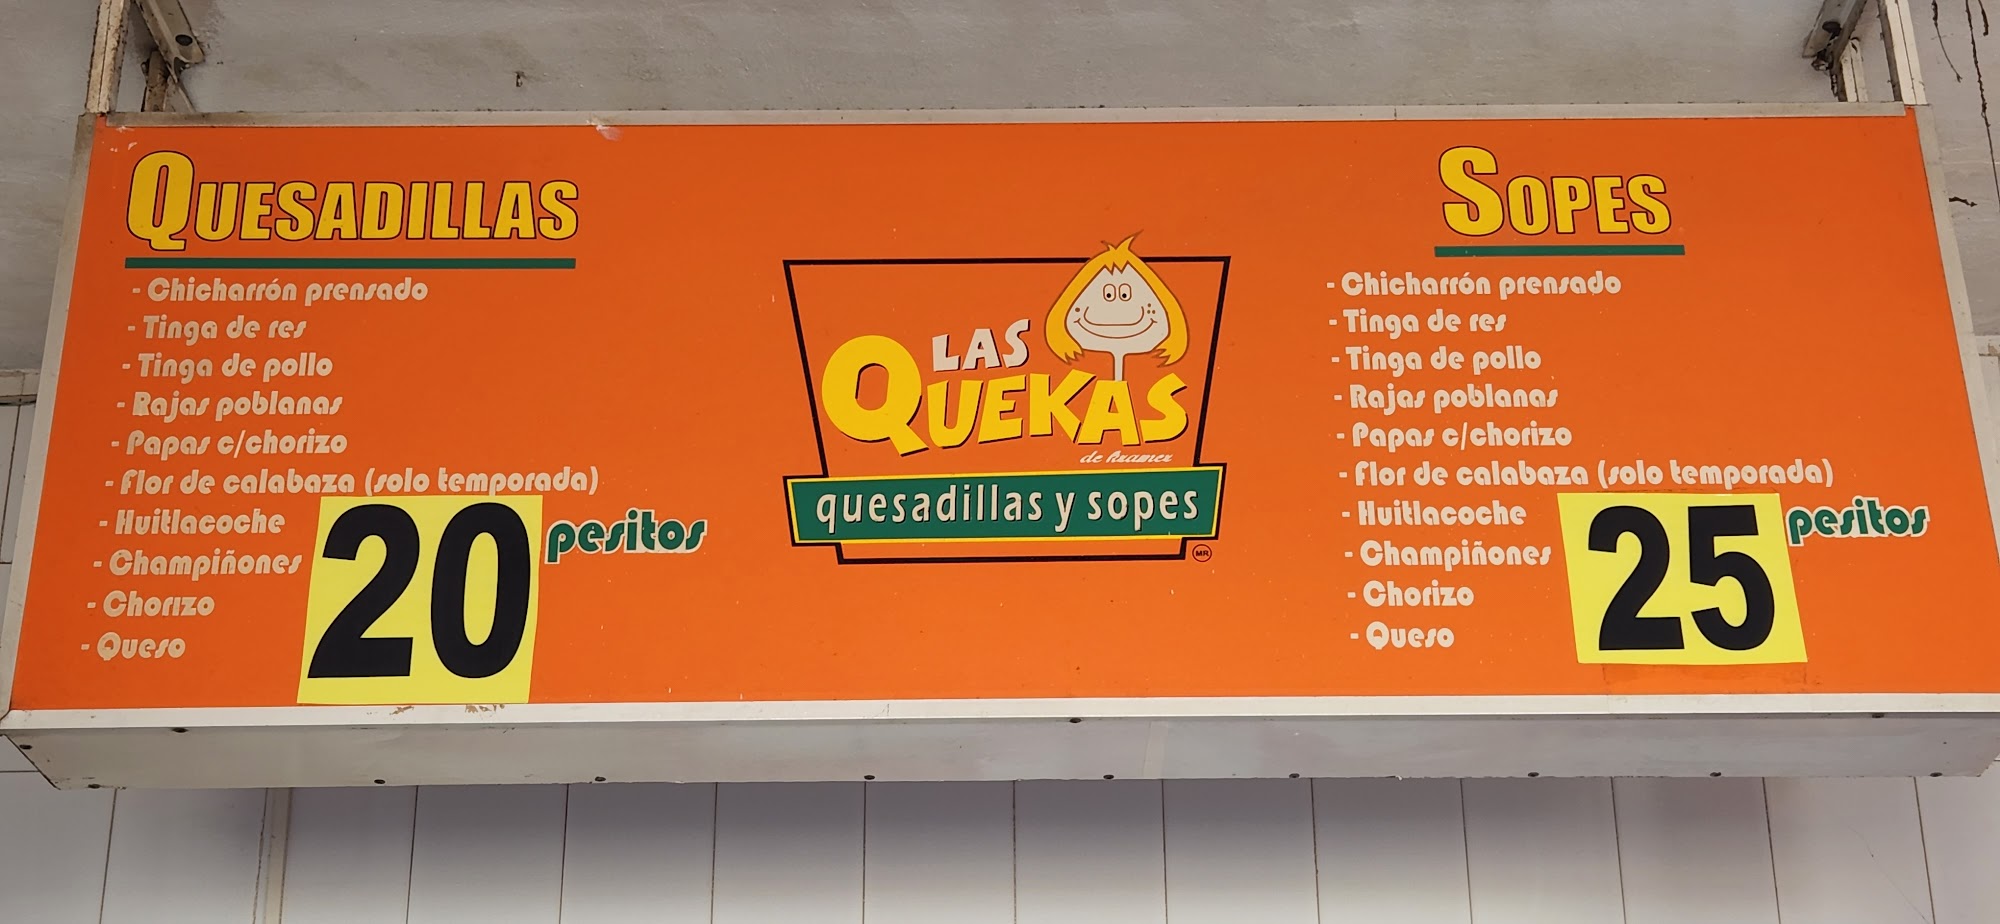 QUESADILLAS
- Chicharrón prensado
- Tinga de res
- Tinga de pollo
- Rajas poblanas
- Papas c/chorizo
- Flor de calabaza (solo temporada)
- Huitlacoche
- Champiñones
- Chorizo
- Queso
20 pesitos
LAS
QUEKAS
de Aramer
quesadillas y sopes
MR
SOPES
- Chicharrón prensado
- Tinga de res
- Tinga de pollo
- Rajas poblanas
- Papas c/chorizo
- Flor de calabaza (solo temporada)
- Huitlacoche
- Champiñones
- Chorizo
- Queso
25 pesitos